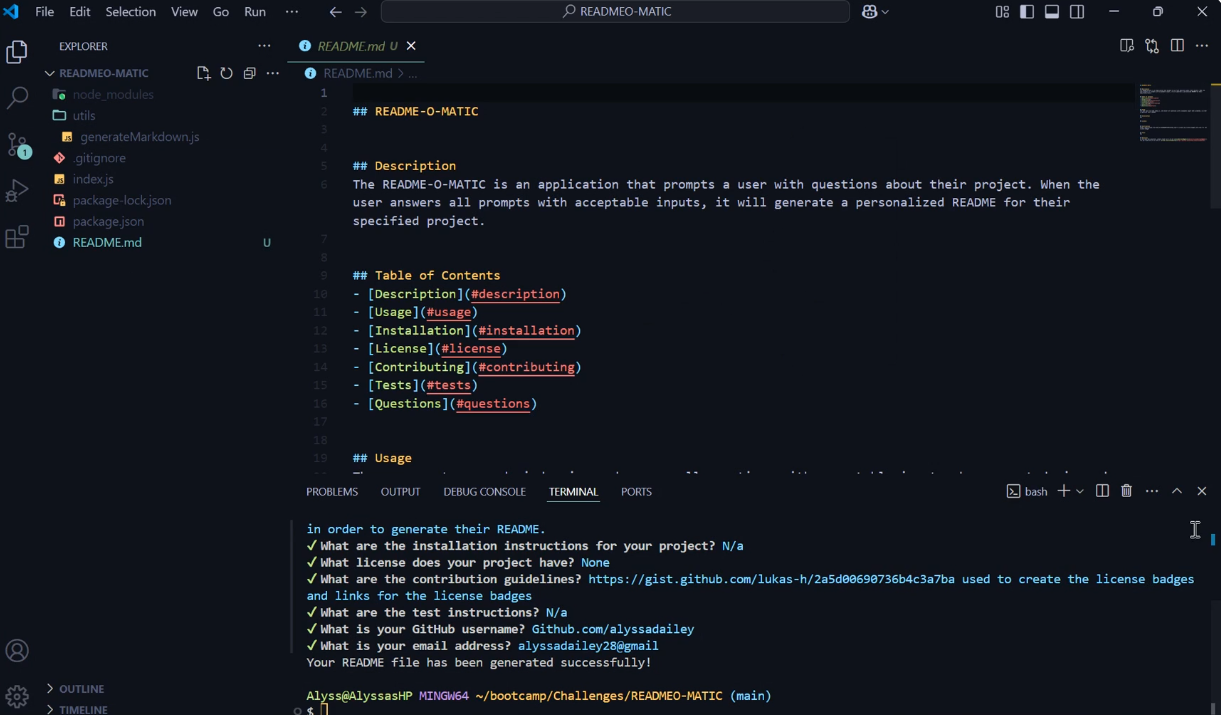 File Edit Selection View Go Run ··· READMEO-MATIC
EXPLORER ···
READMEO-MATIC ···
node_modules
utils
generateMarkdown.js
.gitignore
index.js
package-lock.json
package.json
README.md U
1
README.md U
README.md > ...
1
2 ## README-O-MATIC
3
4
5 ## Description
6 The README-O-MATIC is an application that prompts a user with questions about their project. When the
user answers all prompts with acceptable inputs, it will generate a personalized README for their
specified project.
7
8
9 ## Table of Contents
10 - [Description](#description)
11 - [Usage](#usage)
12 - [Installation](#installation)
13 - [License](#license)
14 - [Contributing](#contributing)
15 - [Tests](#tests)
16 - [Questions](#questions)
17
18
19 ## Usage
PROBLEMS OUTPUT DEBUG CONSOLE TERMINAL PORTS bash ···
in order to generate their README.
✓ What are the installation instructions for your project? N/a
✓ What license does your project have? None
✓ What are the contribution guidelines? https://gist.github.com/lukas-h/2a5d00690736b4c3a7ba used to create the license badges
and links for the license badges
✓ What are the test instructions? N/a
✓ What is your GitHub username? Github.com/alyssadailey
✓ What is your email address? alyssadailey28@gmail
Your README file has been generated successfully!
Alyss@AlyssasHP MINGW64 ~/bootcamp/Challenges/READMEO-MATIC (main)
$
OUTLINE
TIMELINE